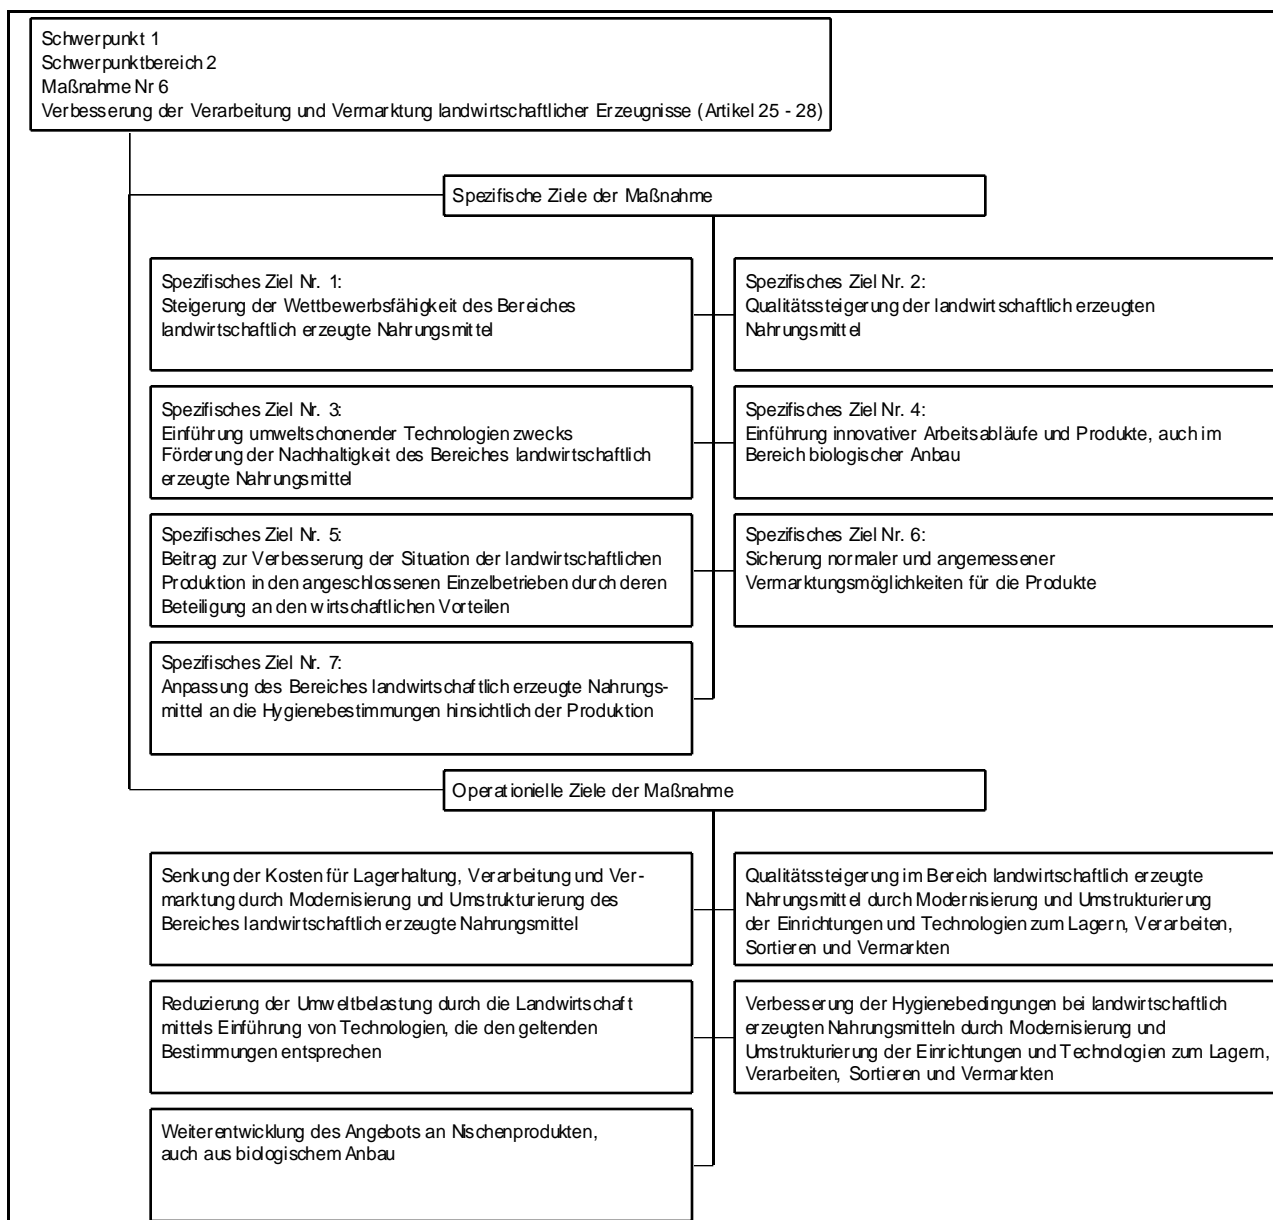 Schwerpunkt 1
Schwerpunktbereich 2
Maßnahme Nr 6
Verbesserung der Verarbeitung und Vermarktung landwirtschaftlicher Erzeugnisse (Artikel 25 - 28)
Spezifische Ziele der Maßnahme
Spezifisches Ziel Nr. 1:
Steigerung der Wettbewerbsfähigkeit des Bereiches
landwirtschaftlich erzeugte Nahrungsmittel
Spezifisches Ziel Nr. 2:
Qualitätssteigerung der landwirtschaftlich erzeugten
Nahrungsmittel
Spezifisches Ziel Nr. 3:
Einführung umweltschonender Technologien zwecks
Förderung der Nachhaltigkeit des Bereiches landwirtschaftlich
erzeugte Nahrungsmittel
Spezifisches Ziel Nr. 4:
Einführung innovativer Arbeitsabläufe und Produkte, auch im
Bereich biologischer Anbau
Spezifisches Ziel Nr. 5:
Beitrag zur Verbesserung der Situation der landwirtschaftlichen
Produktion in den angeschlossenen Einzelbetrieben durch deren
Beteiligung an den wirtschaftlichen Vorteilen
Spezifisches Ziel Nr. 6:
Sicherung normaler und angemessener
Vermarktungsmöglichkeiten für die Produkte
Spezifisches Ziel Nr. 7:
Anpassung des Bereiches landwirtschaftlich erzeugte Nahrungs-
mittel an die Hygienebestimmungen hinsichtlich der Produktion
Operationielle Ziele der Maßnahme
Senkung der Kosten für Lagerhaltung, Verarbeitung und Ver-
marktung durch Modernisierung und Umstrukturierung des
Bereiches landwirtschaftlich erzeugte Nahrungsmittel
Qualitätssteigerung im Bereich landwirtschaftlich erzeugte
Nahrungsmittel durch Modernisierung und Umstrukturierung
der Einrichtungen und Technologien zum Lagern, Verarbeiten,
Sortieren und Vermarkten
Reduzierung der Umweltbelastung durch die Landwirtschaft
mittels Einführung von Technologien, die den geltenden
Bestimmungen entsprechen
Verbesserung der Hygienebedingungen bei landwirtschaftlich
erzeugten Nahrungsmitteln durch Modernisierung und
Umstrukturierung der Einrichtungen und Technologien zum Lagern,
Verarbeiten, Sortieren und Vermarkten
Weiterentwicklung des Angebots an Nischenprodukten,
auch aus biologischem Anbau